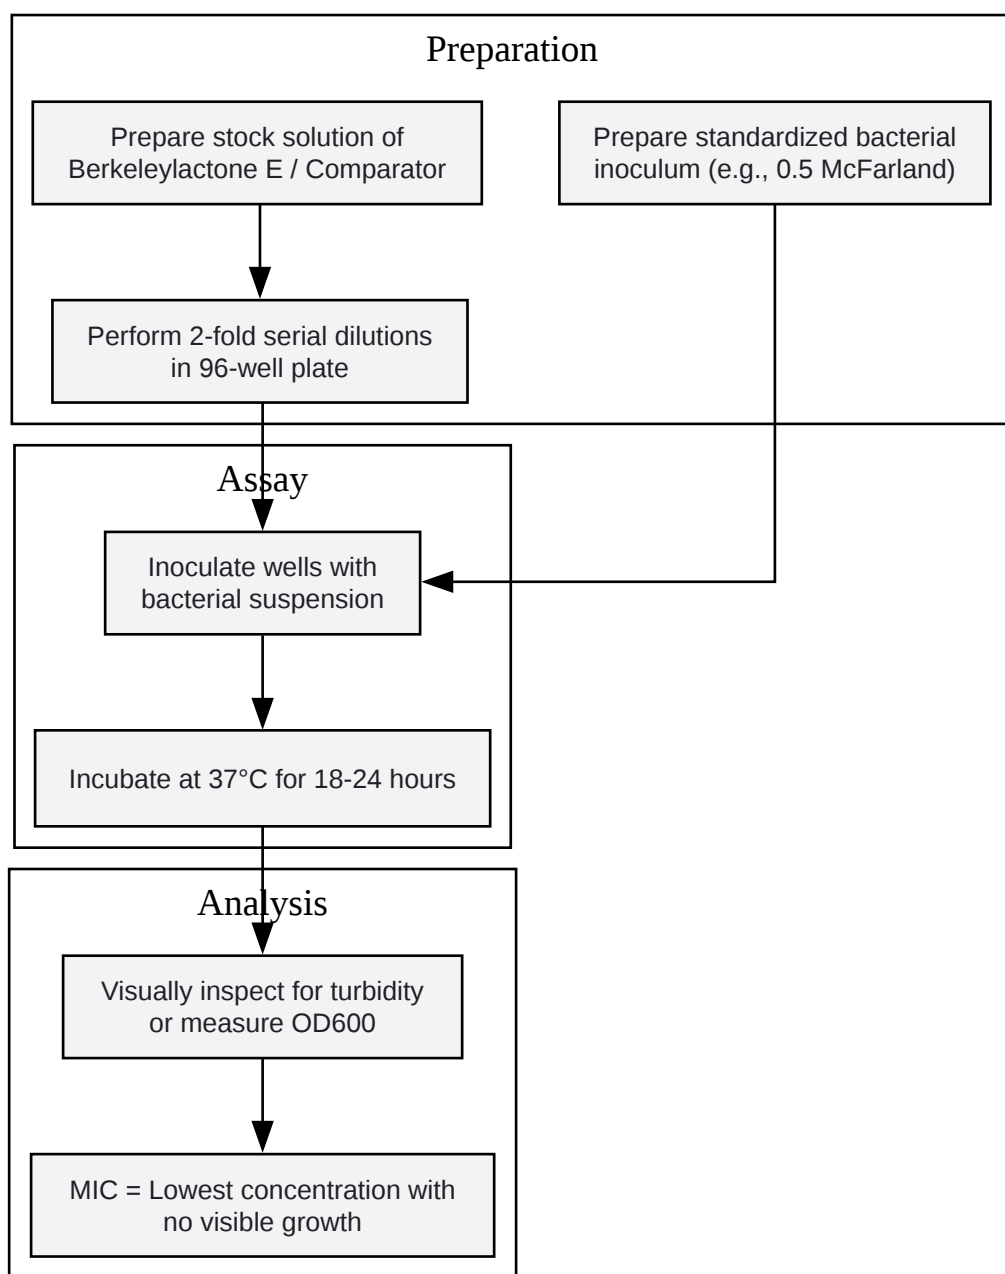 Preparation
Prepare stock solution of
Berkeleylactone E / Comparator
Prepare standardized bacterial
inoculum (e.g., 0.5 McFarland)
Perform 2-fold serial dilutions
in 96-well plate
Assay
Inoculate wells with
bacterial suspension
Incubate at 37°C for 18-24 hours
Analysis
Visually inspect for turbidity
or measure OD600
MIC = Lowest concentration with
no visible growth